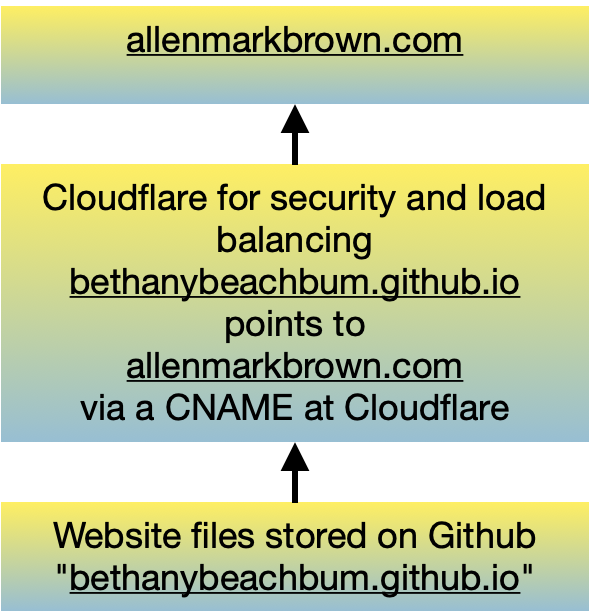 allenmarkbrown.com
Cloudflare for security and load
balancing
bethanybeachbum.github.io
points to
allenmarkbrown.com
via a CNAME at Cloudflare
Website files stored on Github
"bethanybeachbum.github.io"